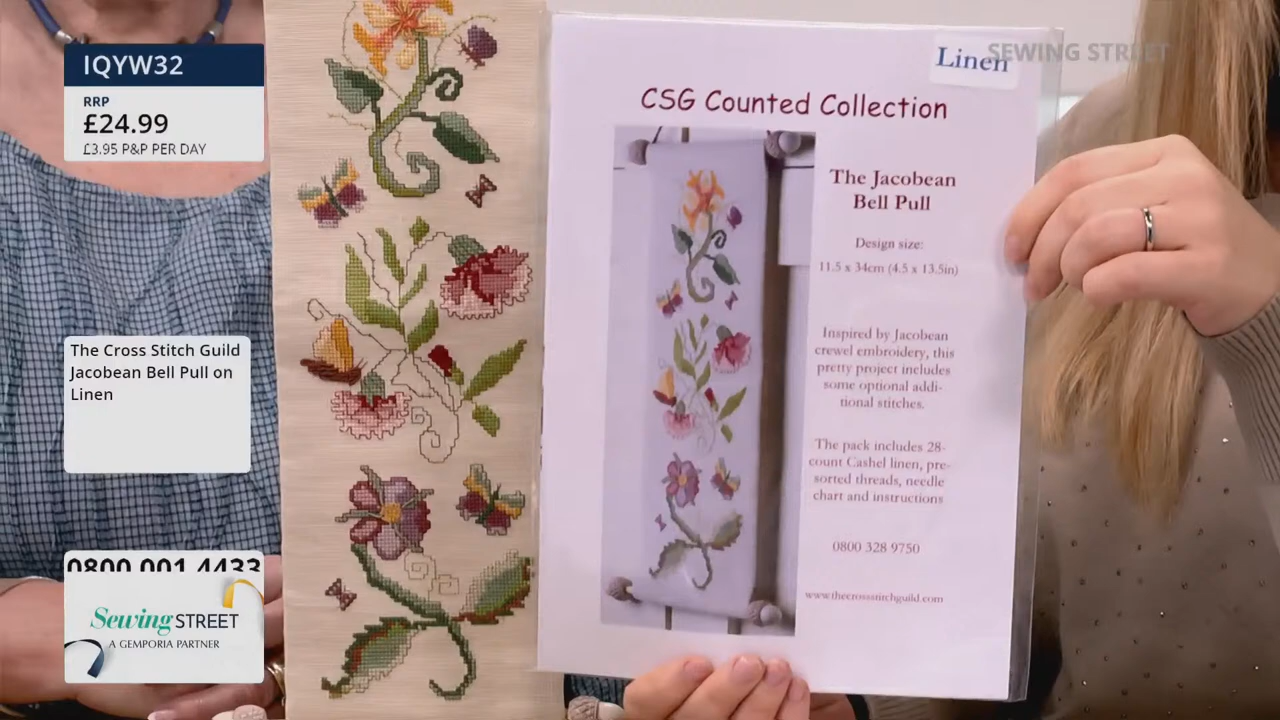 IQYW32
RRP
£24.99
£3.95 P&P PER DAY
The Cross Stitch Guild
Jacobean Bell Pull on
Linen
0800 001 4433
Sewing STREET
A GEMPORIA PARTNER
SEWING STREET
Linen
CSG Counted Collection
The Jacobean
Bell Pull
Design size:
11.5 x 34cm (4.5 x 13.5in)
Inspired by Jacobean
crewel embroidery, this
pretty project includes
some optional addi-
tional stitches.
The pack includes 28-
count Cashel linen, pre-
sorted threads, needle
chart and instructions
0800 328 9750
www.thecrossstitchguild.com